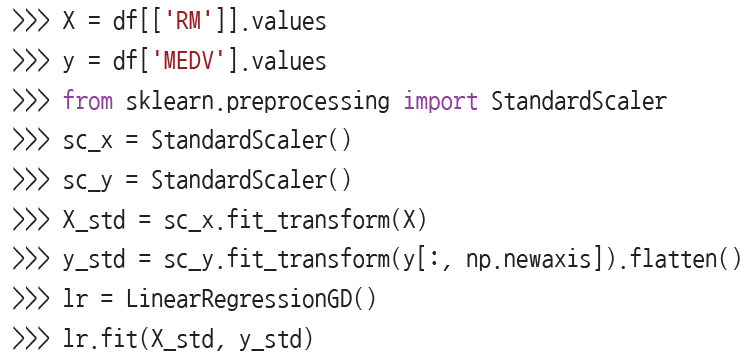 >>> X = df[['RM']].values
>>> y = df['MEDV'].values
>>> from sklearn.preprocessing import StandardScaler
>>> sc_x = StandardScaler()
>>> sc_y = StandardScaler()
>>> X_std = sc_x.fit_transform(X)
>>> y_std = sc_y.fit_transform(y[:, np.newaxis]).flatten()
>>> lr = LinearRegressionGD()
>>> lr.fit(X_std, y_std)